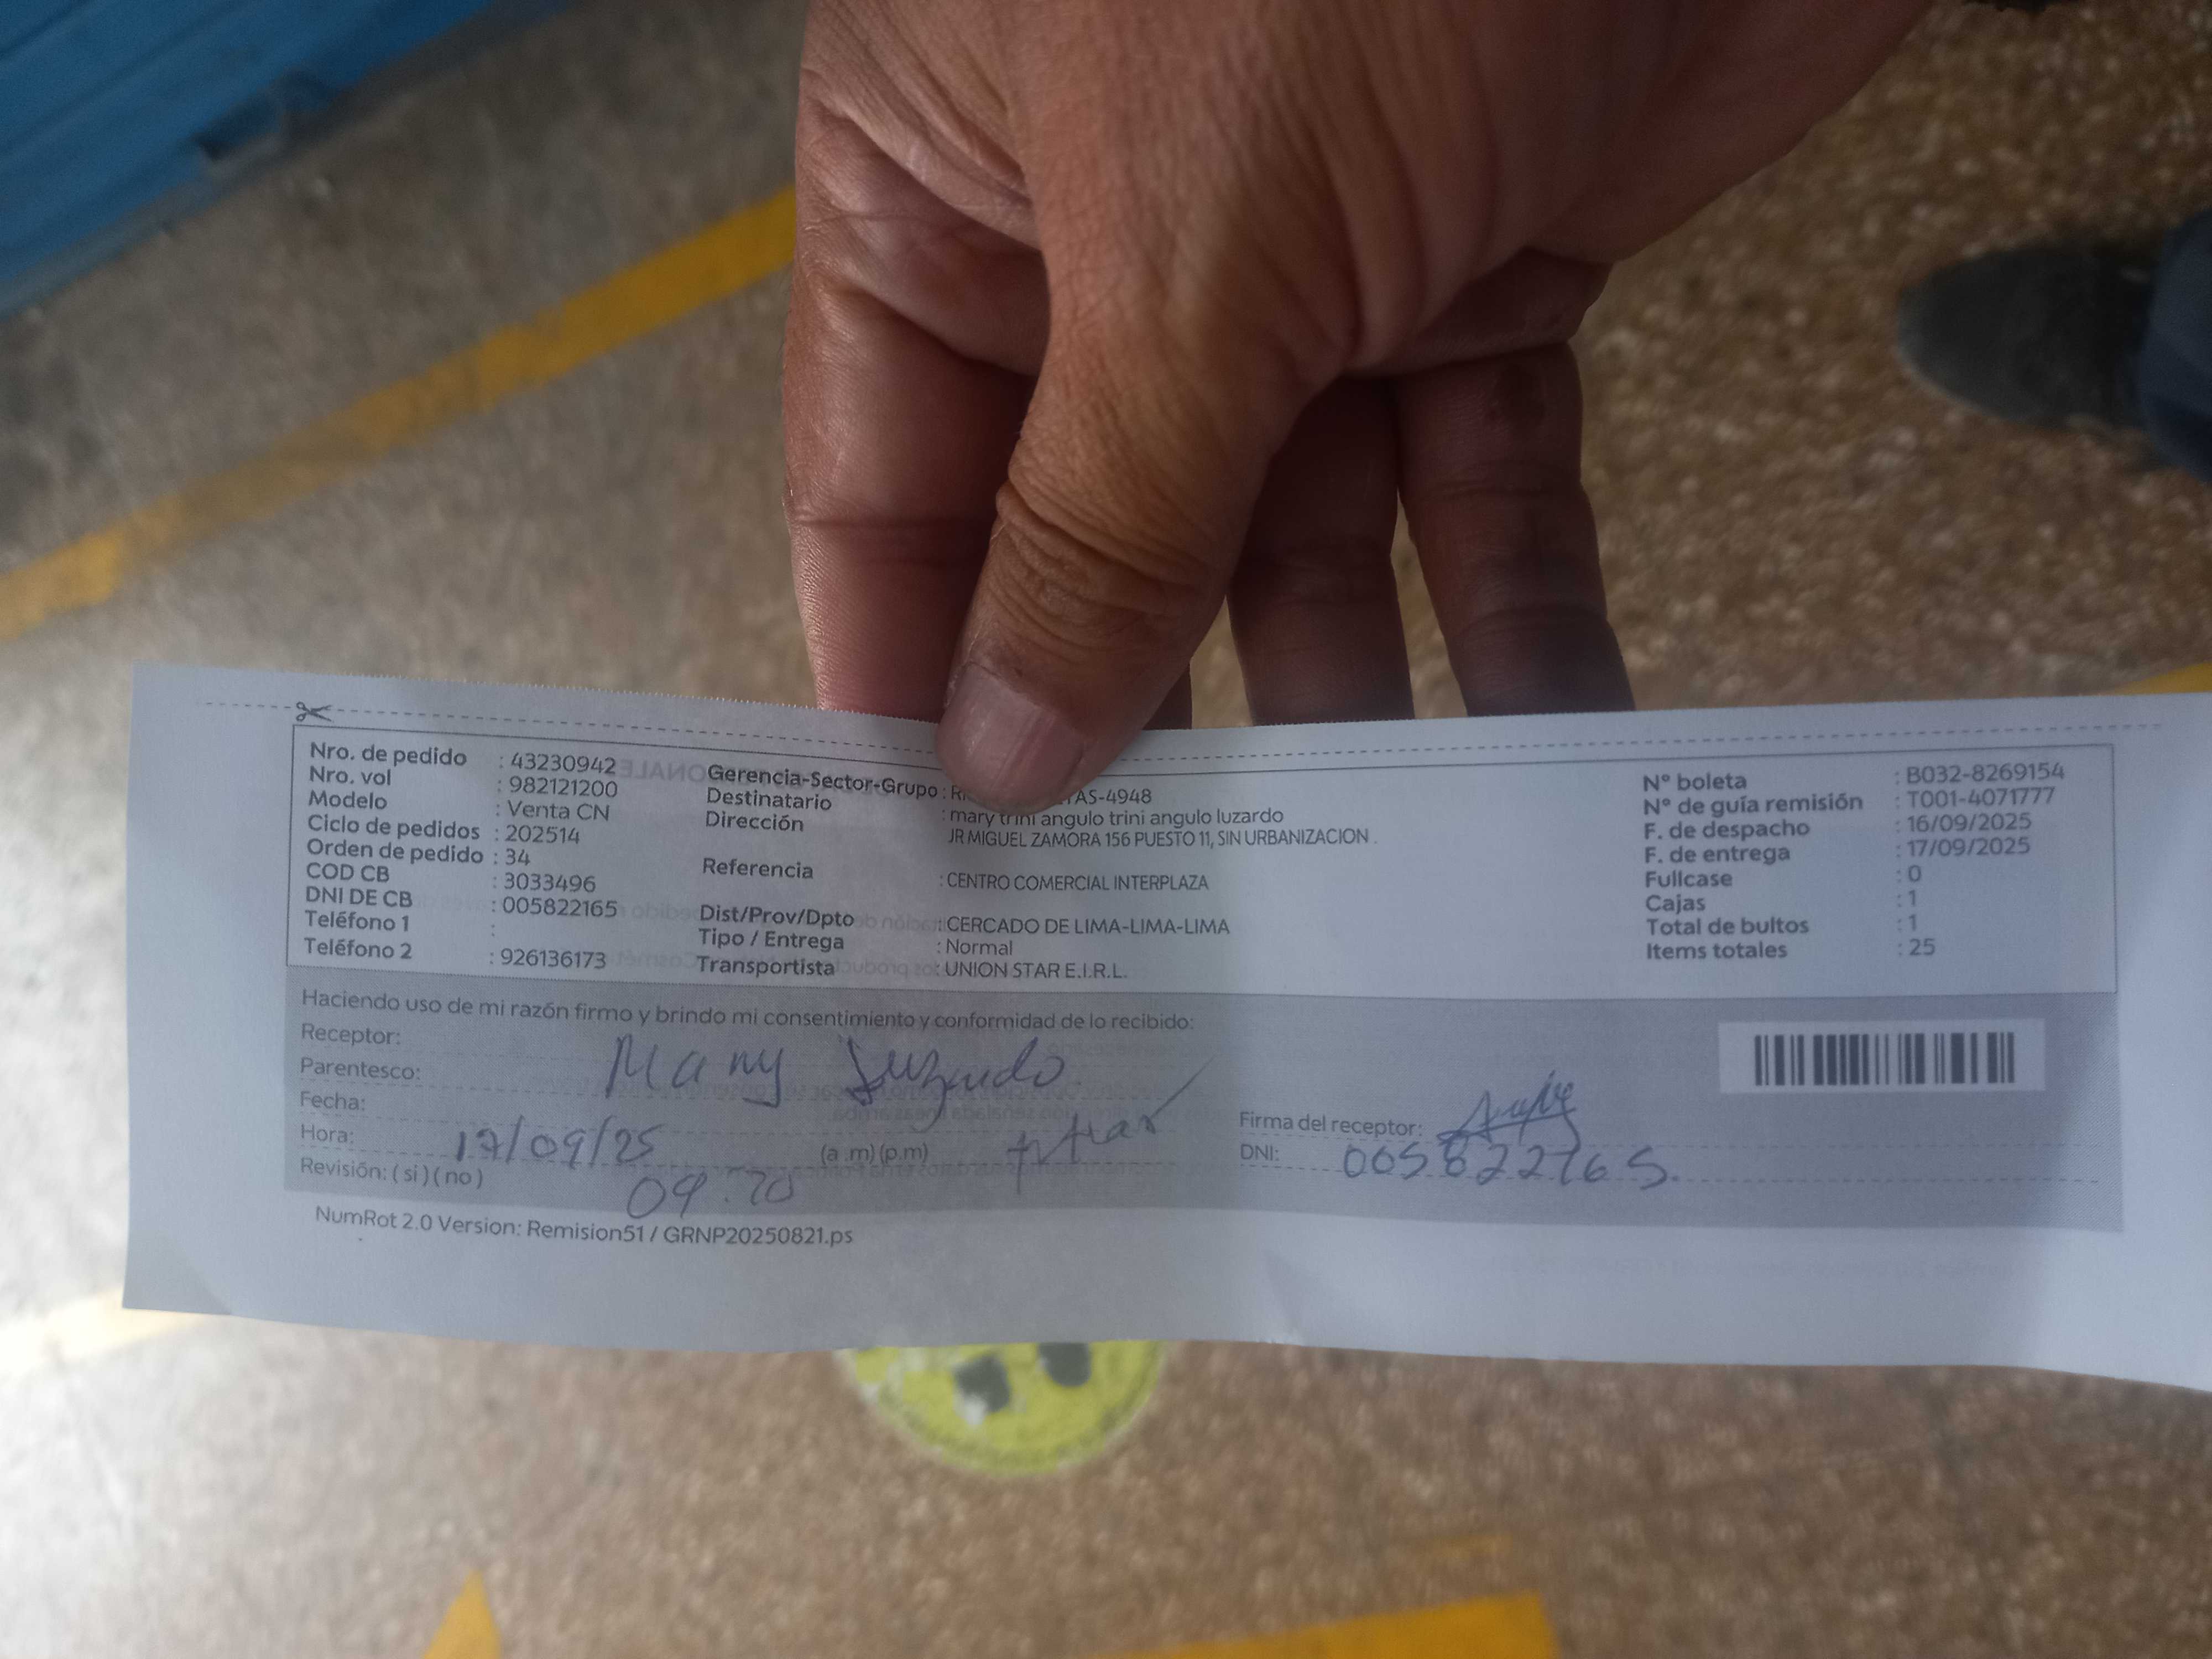 Nro. de pedido : 43230942
Nro. vol : 982121200
Modelo : Venta CN
Ciclo de pedidos : 202514
Orden de pedido : 34
COD CB : 3033496
DNI DE CB : 005822165
Teléfono 1 :
Teléfono 2 : 926136173
Gerencia-Sector-Grupo : AS-4948
Destinatario : mary trini angulo trini angulo luzardo
Dirección JR MIGUEL ZAMORA 156 PUESTO 11, SIN URBANIZACION .
Referencia : CENTRO COMERCIAL INTERPLAZA
Dist/Prov/Dpto : CERCADO DE LIMA-LIMA-LIMA
Tipo / Entrega : Normal
Transportista : UNION STAR E.I.R.L.
N° boleta : B032-8269154
N° de guía remisión : T001-4071777
F. de despacho : 16/09/2025
F. de entrega : 17/09/2025
Fullcase : 0
Cajas : 1
Total de bultos : 1
Items totales : 25
Haciendo uso de mi razón firmo y brindo mi consentimiento y conformidad de lo recibido:
Receptor: Mary Luzardo
Parentesco:
Fecha: 17/09/25
Hora: 09:20 (a .m) (p.m)
Revisión: ( si ) ( no )
Firma del receptor:
DNI: 005822165.
NumRot 2.0 Version: Remision51 / GRNP20250821.ps